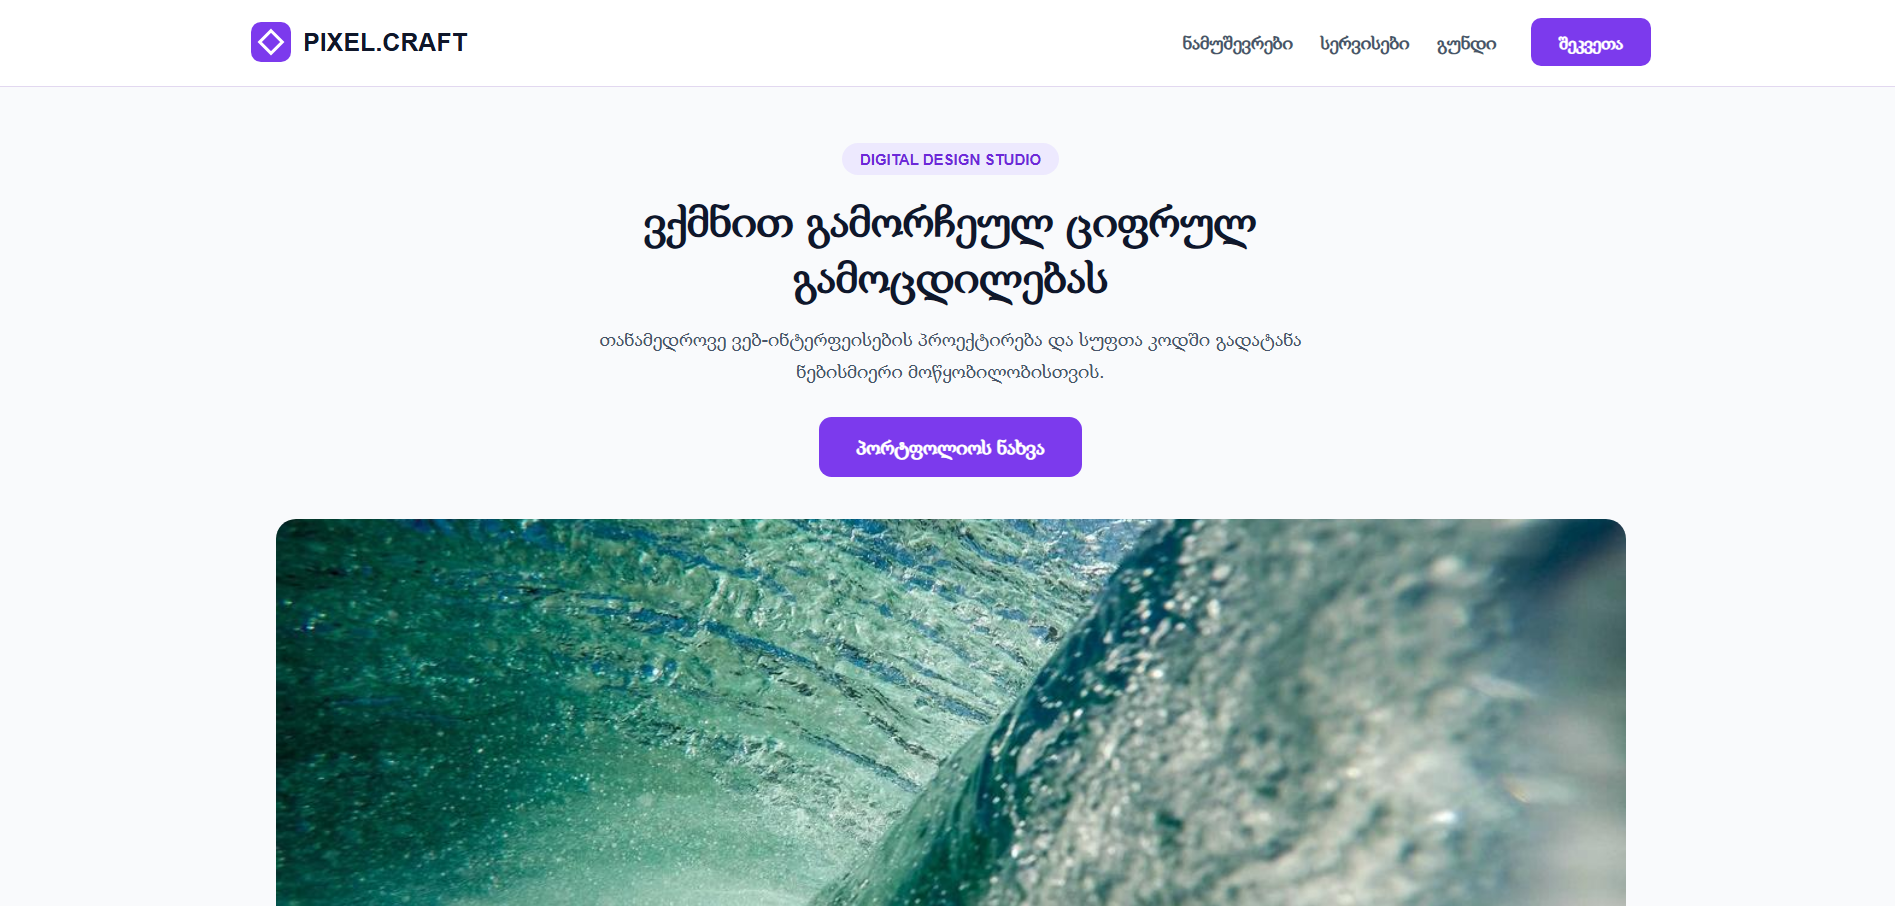 PIXEL.CRAFT
ნამუშევრები
სერვისები
გუნდი
შეკვეთა
DIGITAL DESIGN STUDIO
ვქმნით გამორჩეულ ციფრულ
გამოცდილებას
თანამედროვე ვებ-ინტერფეისების პროექტირება და სუფთა კოდში გადატანა
ნებისმიერი მოწყობილობისთვის.
პორტფოლიოს ნახვა